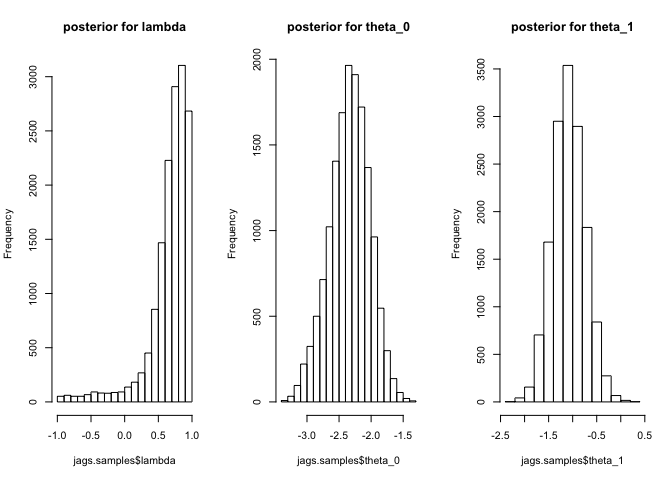 posterior for lambda
Frequency
0
500
1000
1500
2000
2500
3000
-1.0 -0.5 0.0 0.5 1.0
jags.samples$lambda
posterior for theta_0
Frequency
0
500
1000
1500
2000
-3.0 -2.5 -2.0 -1.5
jags.samples$theta_0
posterior for theta_1
Frequency
0
500
1000
1500
2000
2500
3000
3500
-2.5 -1.5 -0.5 0.5
jags.samples$theta_1